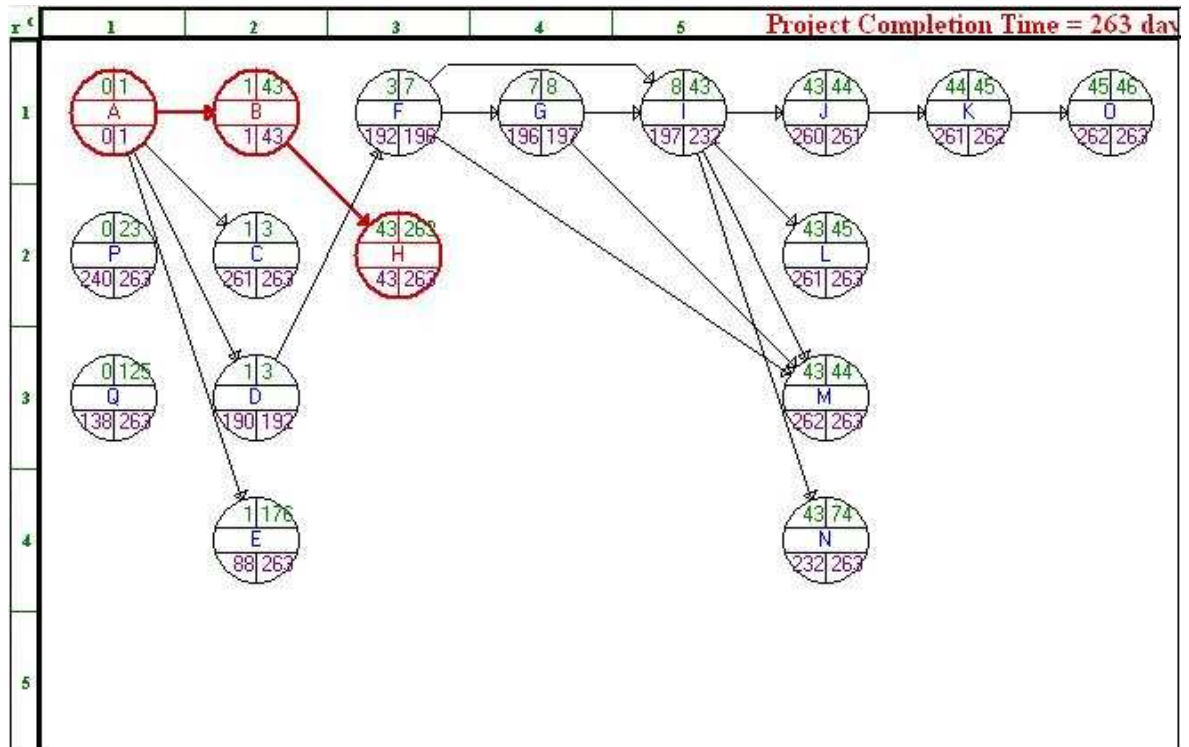 r c 1 2 3 4 5 Project Completion Time = 263 day
1
0 1 1 43 3 7 7 8 8 43 43 44 44 45 45 46
A B F G I J K O
0 1 1 43 192 196 196 197 197 232 260 261 261 262 262 263
2
0 23 1 3 43 263 43 45
P C H L
240 263 261 263 43 263 261 263
3
0 125 1 3 43 44
Q D M
138 263 190 192 262 263
4
1 176 43 74
E N
88 263 232 263
5